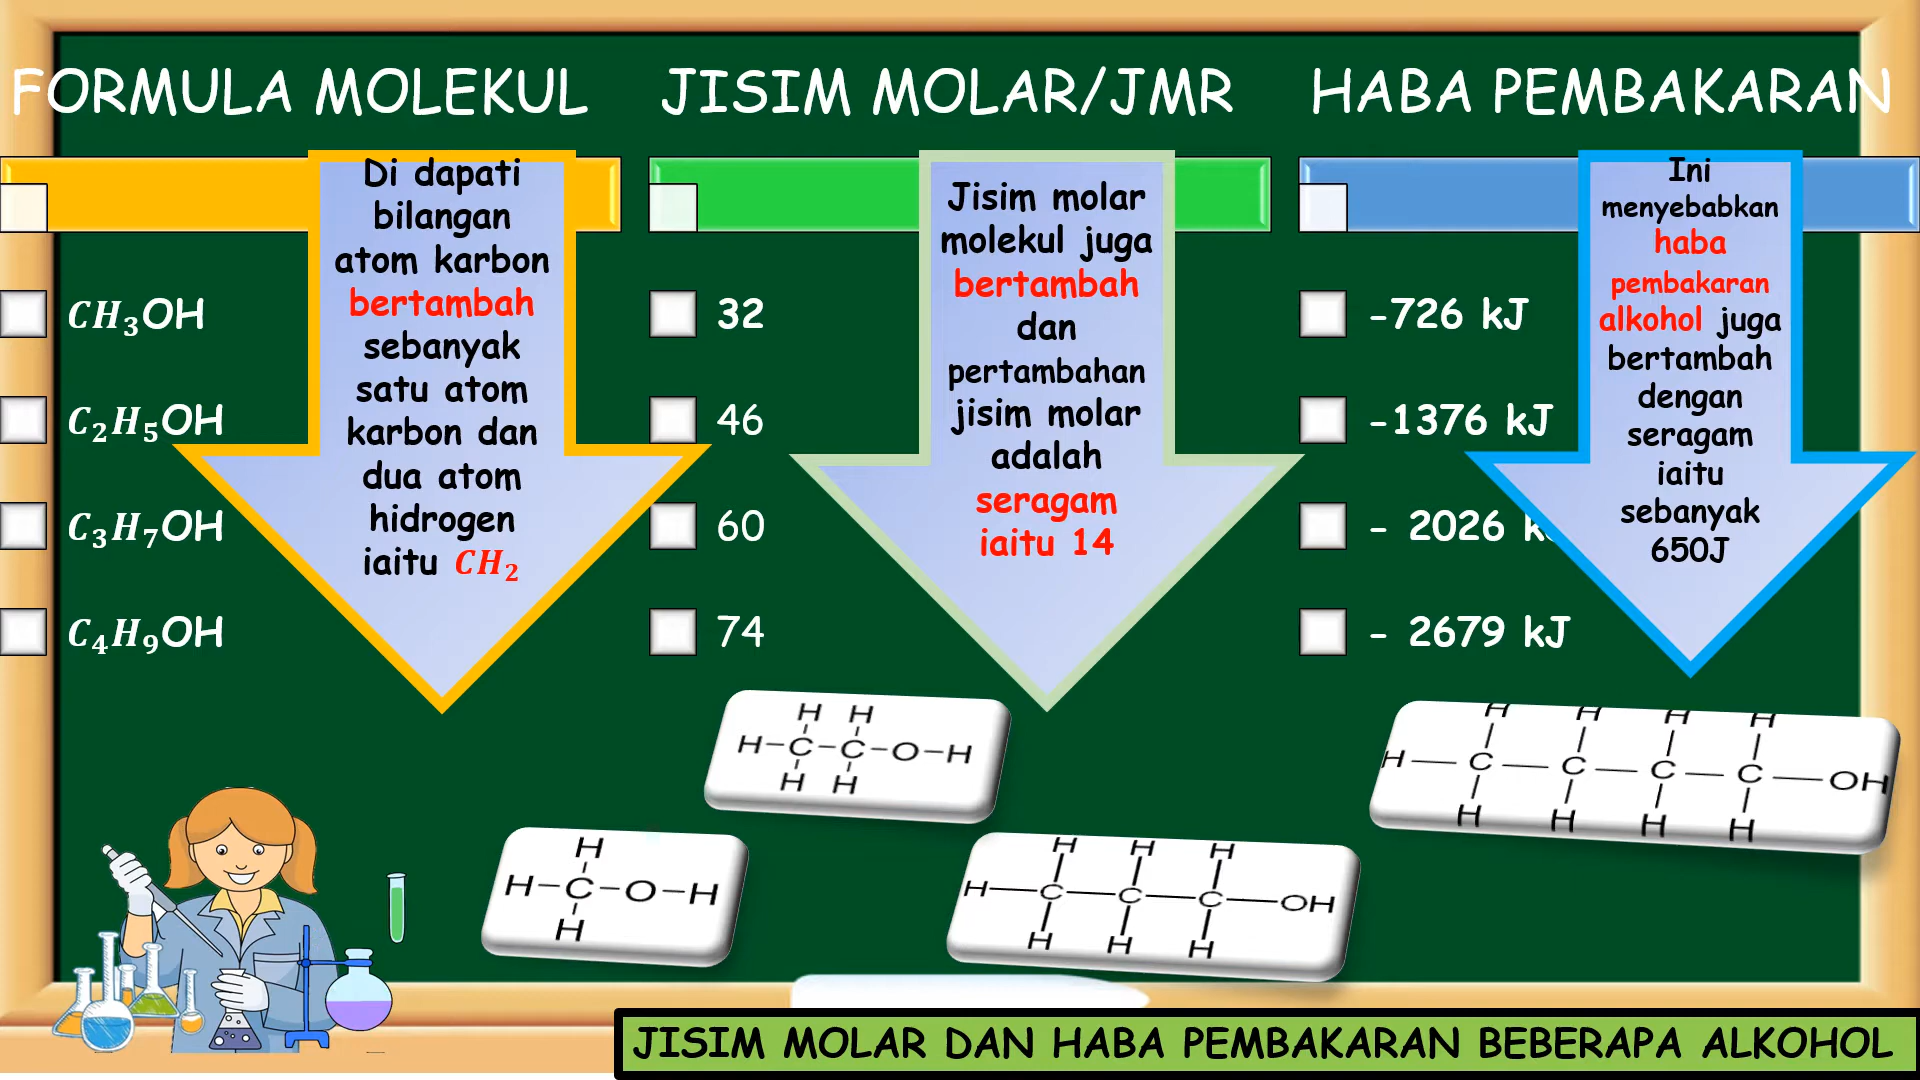 FORMULA MOLEKUL
JISIM MOLAR/JMR
HABA PEMBAKARAN
Di dapati
bilangan
atom karbon
bertambah
sebanyak
satu atom
karbon dan
dua atom
hidrogen
iaitu CH₂
Jisim molar
molekul juga
bertambah
dan
pertambahan
jisim molar
adalah
seragam
iaitu 14
Ini
menyebabkan
haba
pembakaran
alkohol juga
bertambah
dengan
seragam
iaitu
sebanyak
650J
CH₃OH
32
-726 kJ
C₂H₅OH
46
-1376 kJ
C₃H₇OH
60
- 2026 k
C₄H₉OH
74
- 2679 kJ
H H
H-C-C-O-H
H H
H H H H
H—C—C—C—C—OH
H H H H
H
H-C-O-H
H
H H H
H—C—C—C—OH
H H H
JISIM MOLAR DAN HABA PEMBAKARAN BEBERAPA ALKOHOL